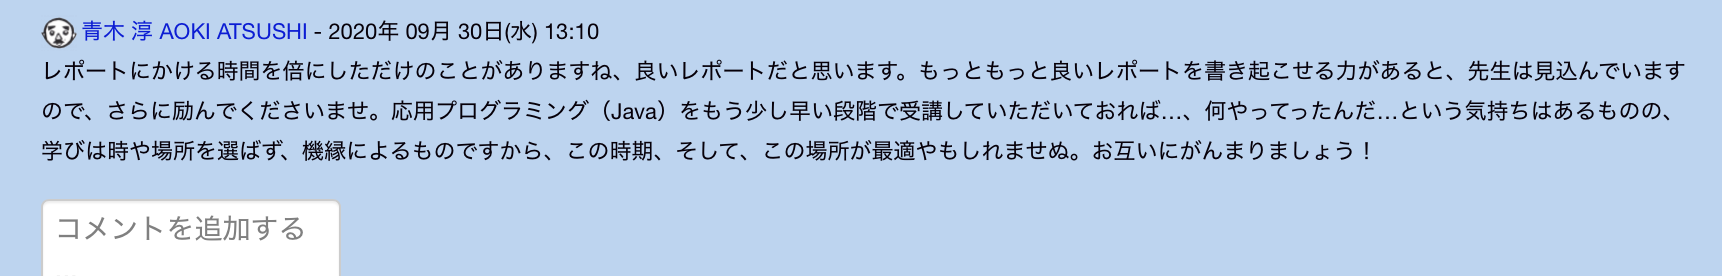 青木 淳 AOKI ATSUSHI - 2020年 09月 30日(水) 13:10
レポートにかける時間を倍にしただけのことがありますね、良いレポートだと思います。もっともっと良いレポートを書き起こせる力があると、先生は見込んでいます
ので、さらに励んでくださいませ。応用プログラミング（Java）をもう少し早い段階で受講していただいておれば…、何やってったんだ…という気持ちはあるものの、
学びは時や場所を選ばず、機縁によるものですから、この時期、そして、この場所が最適やもしれませぬ。お互いにがんまりましょう！
コメントを追加する